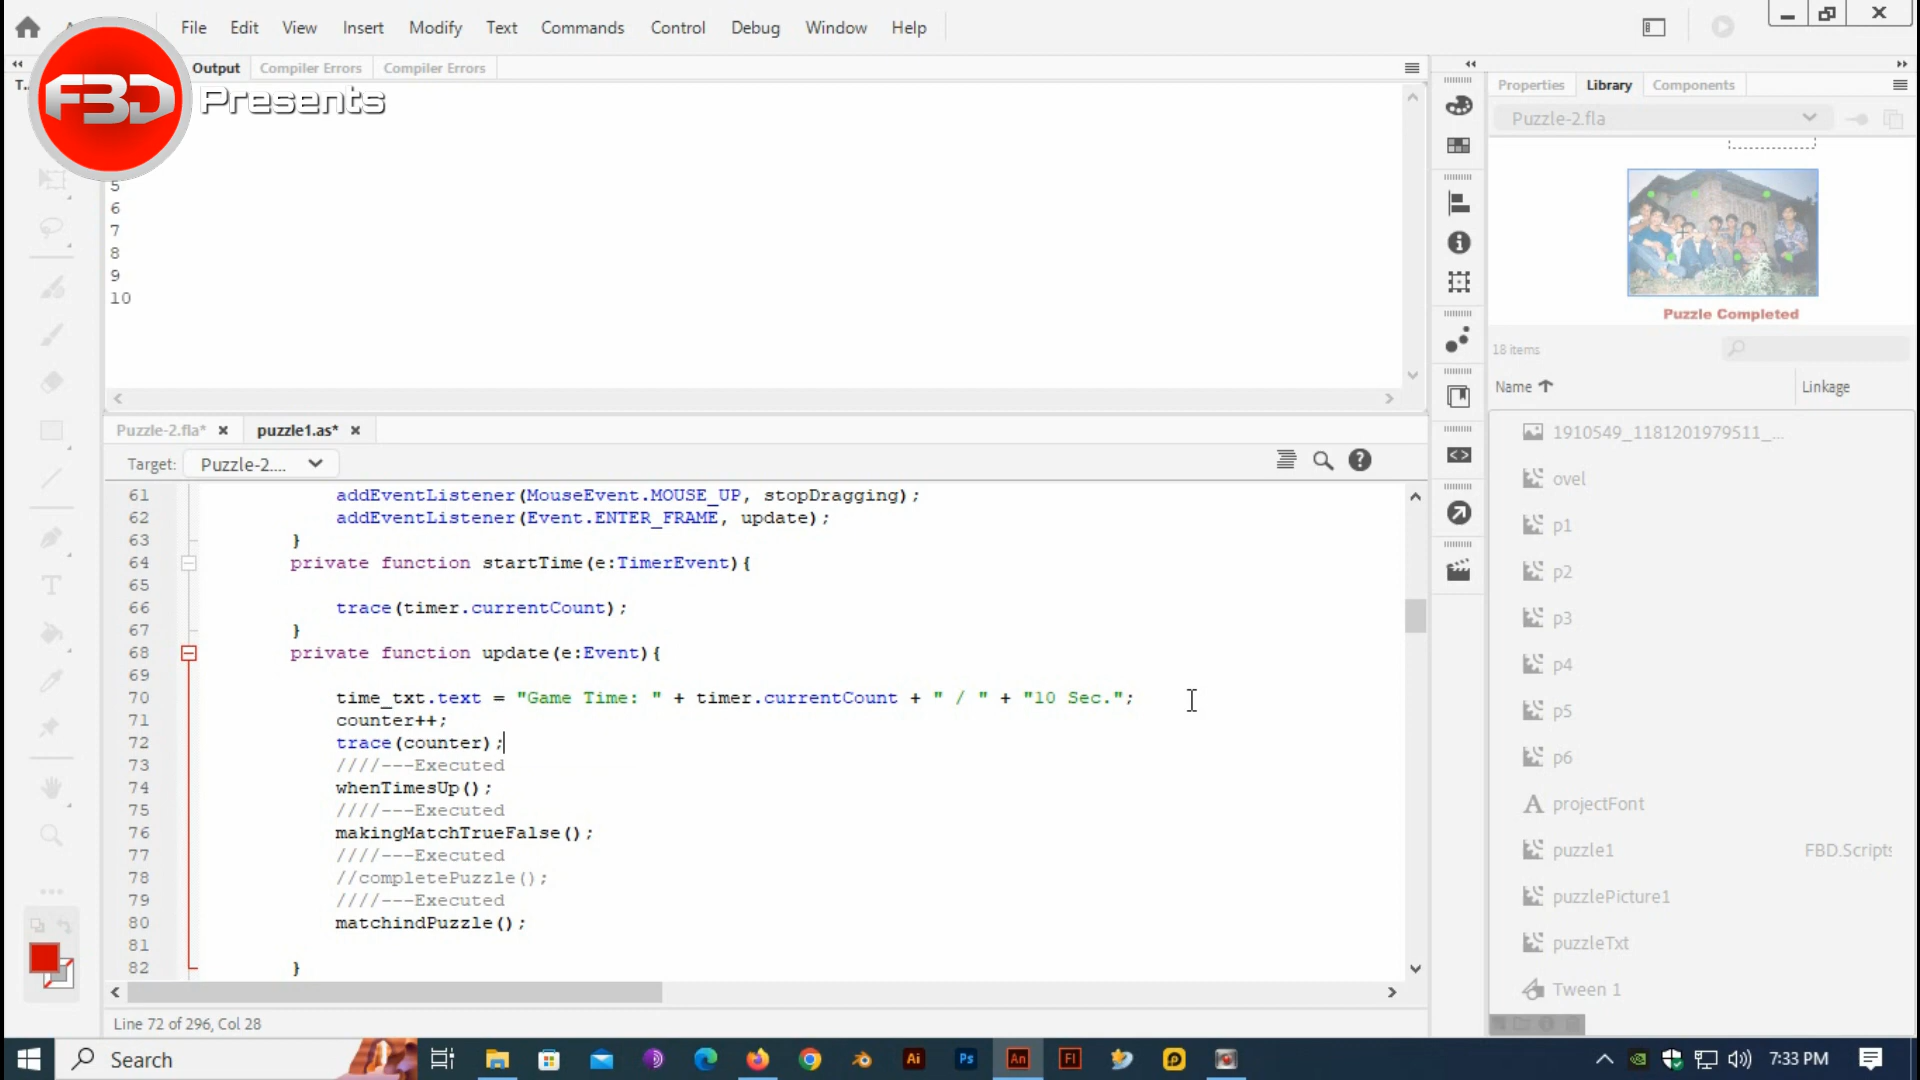 File Edit View Insert Modify Text Commands Control Debug Window Help
FBD Presents
Output Compiler Errors Compiler Errors
T...
5
6
7
8
9
10
Puzzle-2.fla* puzzle1.as*
Target: Puzzle-2....
61 addEventListener(MouseEvent.MOUSE_UP, stopDragging);
62 addEventListener(Event.ENTER_FRAME, update);
63 }
64 private function startTime(e:TimerEvent){
65
66 trace(timer.currentCount);
67 }
68 private function update(e:Event){
69
70 time_txt.text = "Game Time: " + timer.currentCount + " / " + "10 Sec.";
71 counter++;
72 trace(counter);
73 ////---Executed
74 whenTimesUp();
75 ////---Executed
76 makingMatchTrueFalse();
77 ////---Executed
78 //completePuzzle();
79 ////---Executed
80 matchindPuzzle();
81
82 }
Line 72 of 296, Col 28
Properties Library Components
Puzzle-2.fla
Puzzle Completed
18 items
Name Linkage
1910549_1181201979511_...
ovel
p1
p2
p3
p4
p5
p6
projectFont
puzzle1 FBD.Scripts
puzzlePicture1
puzzleTxt
Tween 1
Search
Ai Ps An Fl
7:33 PM